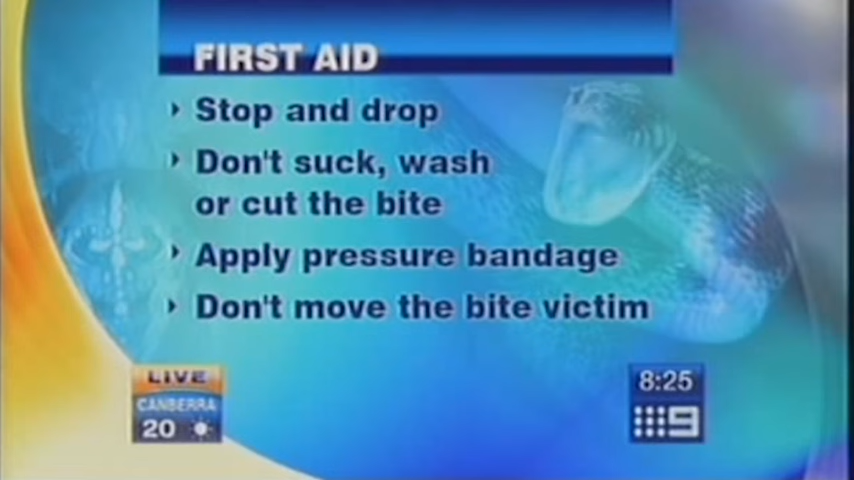 FIRST AID
Stop and drop
Don't suck, wash
or cut the bite
Apply pressure bandage
Don't move the bite victim
LIVE
CANBERRA
20
8:25
9